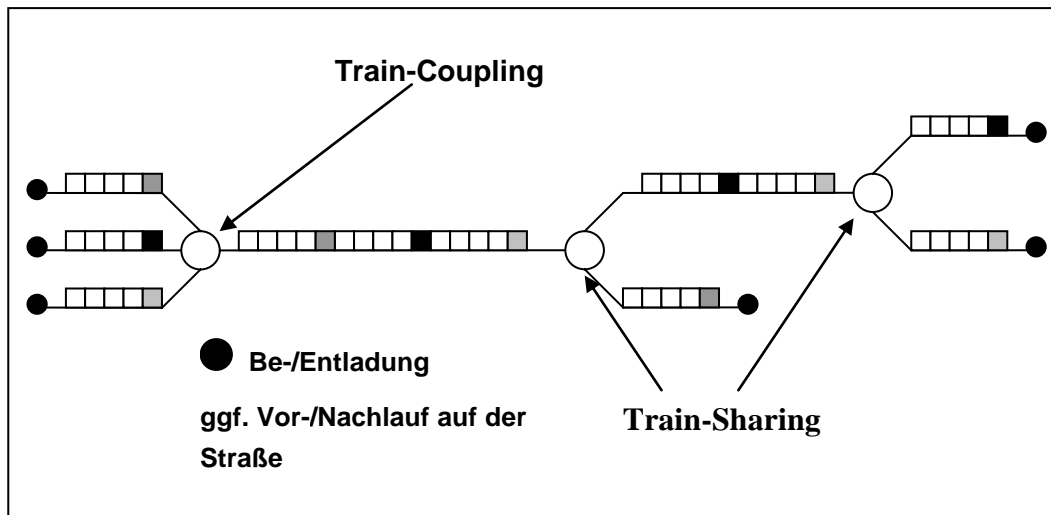 Train-Coupling
Be-/Entladung
ggf. Vor-/Nachlauf auf der
Straße
Train-Sharing